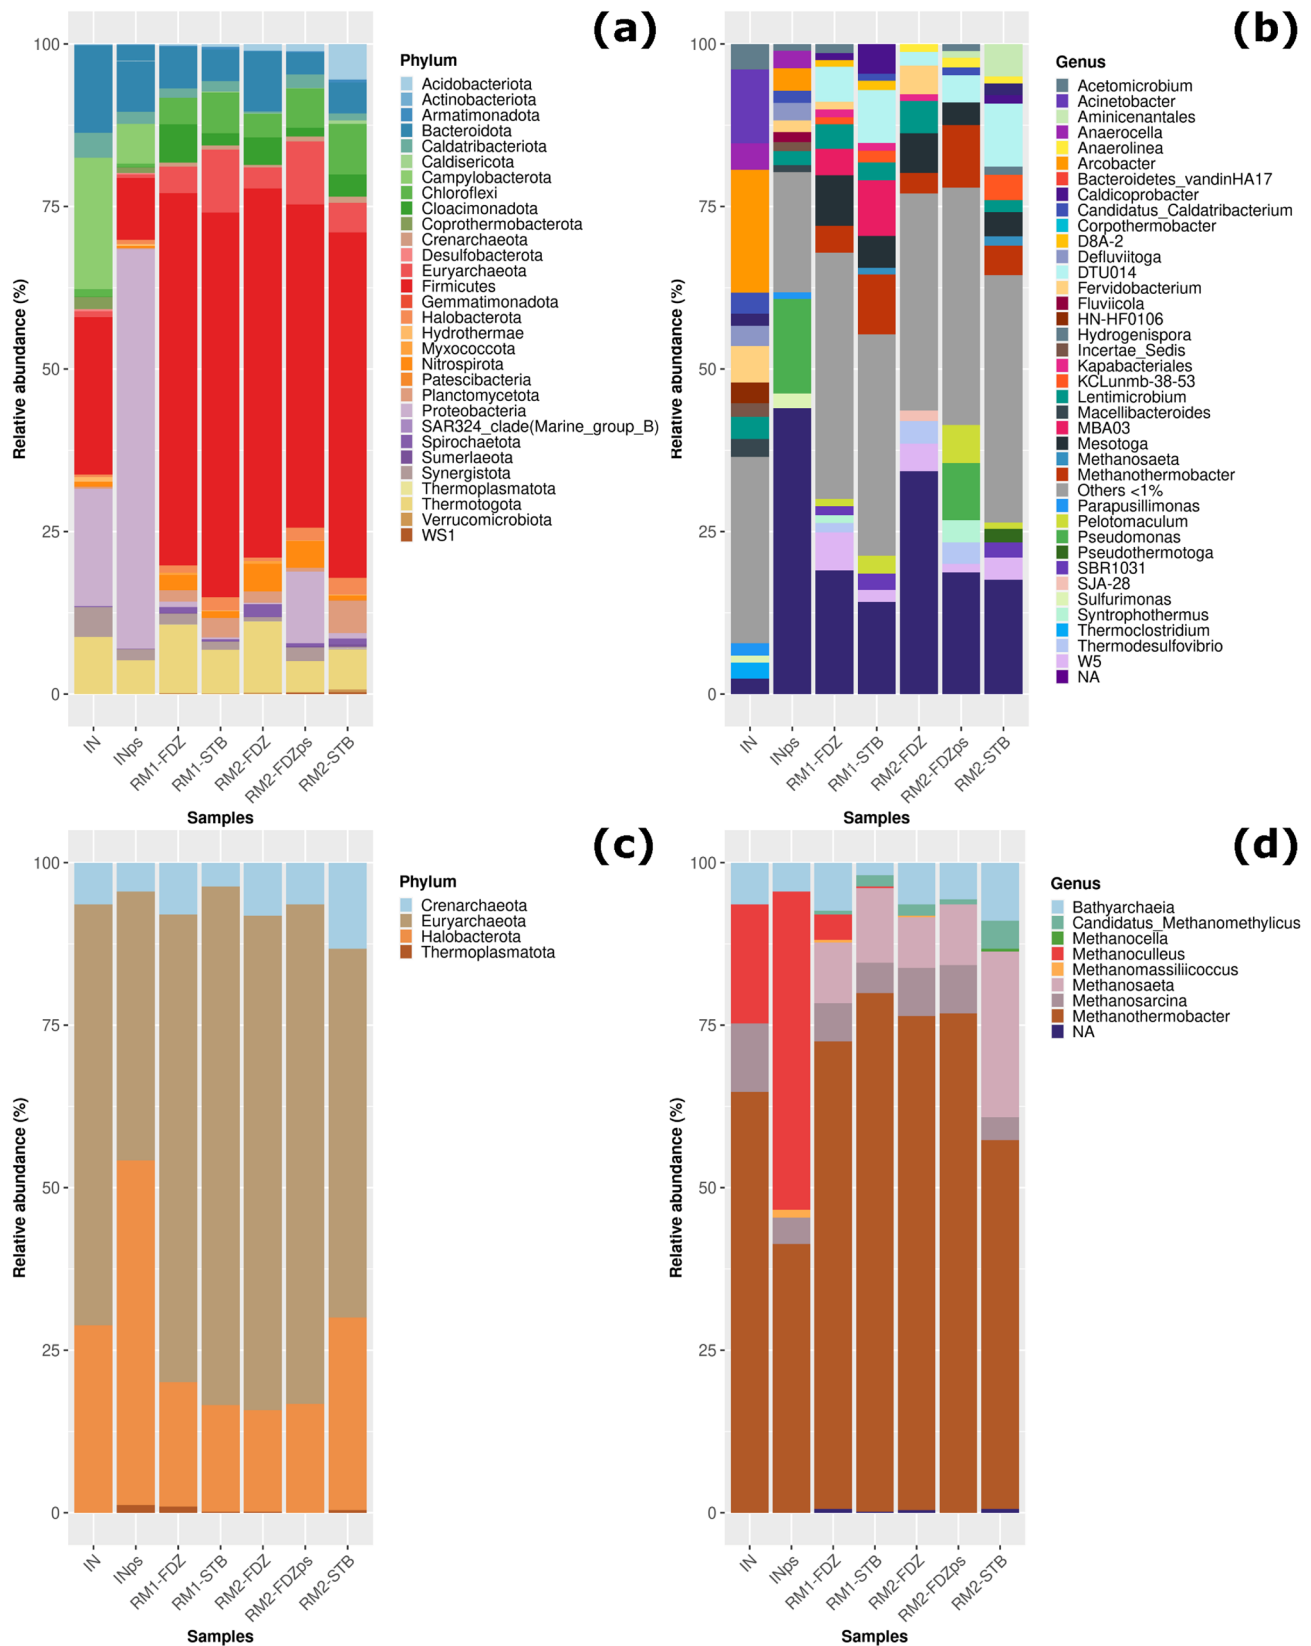 (a)
100
75
50
25
0
Relative abundance (%)
IN
INps
RM1-FDZ
RM1-STB
RM2-FDZ
RM2-FDZps
RM2-STB
Samples
Phylum
Acidobacteriota
Actinobacteriota
Armatimonadota
Bacteroidota
Caldatribacteriota
Caldisericota
Campylobacterota
Chloroflexi
Cloacimonadota
Coprothermobacterota
Crenarchaeota
Desulfobacterota
Euryarchaeota
Firmicutes
Gemmatimonadota
Halobacterota
Hydrothermae
Myxococcota
Nitrospirota
Patescibacteria
Planctomycetota
Proteobacteria
SAR324_clade(Marine_group_B)
Spirochaetota
Sumerlaeota
Synergistota
Thermoplasmatota
Thermotogota
Verrucomicrobiota
WS1
(b)
100
75
50
25
0
Relative abundance (%)
IN
INps
RM1-FDZ
RM1-STB
RM2-FDZ
RM2-FDZps
RM2-STB
Samples
Genus
Acetomicrobium
Acinetobacter
Aminicenantales
Anaerocella
Anaerolinea
Arcobacter
Bacteroidetes_vandinHA17
Caldicoprobacter
Candidatus_Caldatribacterium
Corpothermobacter
D8A-2
Defluviitoga
DTU014
Fervidobacterium
Fluviicola
HN-HF0106
Hydrogenispora
Incertae_Sedis
Kapabacteriales
KCLunmb-38-53
Lentimicrobium
Macellibacteroides
MBA03
Mesotoga
Methanosaeta
Methanothermobacter
Others <1%
Parapusillimonas
Pelotomaculum
Pseudomonas
Pseudothermotoga
SBR1031
SJA-28
Sulfurimonas
Syntrophothermus
Thermoclostridium
Thermodesulfovibrio
W5
NA
(c)
100
75
50
25
0
Relative abundance (%)
IN
INps
RM1-FDZ
RM1-STB
RM2-FDZ
RM2-FDZps
RM2-STB
Samples
Phylum
Crenarchaeota
Euryarchaeota
Halobacterota
Thermoplasmatota
(d)
100
75
50
25
0
Relative abundance (%)
IN
INps
RM1-FDZ
RM1-STB
RM2-FDZ
RM2-FDZps
RM2-STB
Samples
Genus
Bathyarchaeia
Candidatus_Methanomethylicus
Methanocella
Methanoculleus
Methanomassiliicoccus
Methanosaeta
Methanosarcina
Methanothermobacter
NA